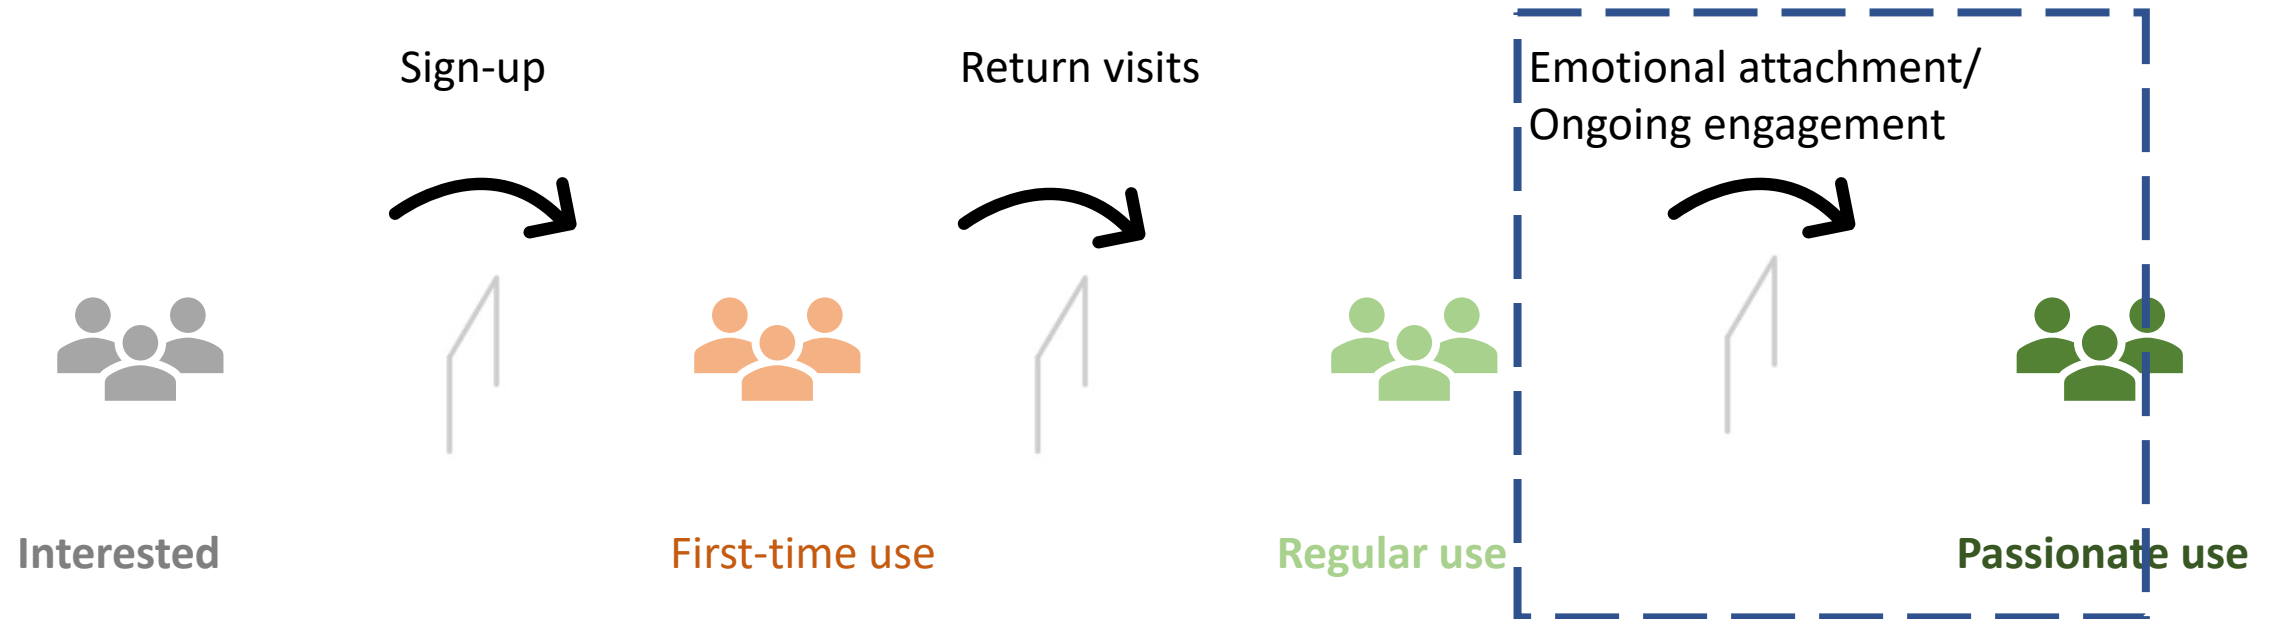 Sign-up
Return visits
Emotional attachment/
Ongoing engagement
Interested
First-time use
Regular use
Passionate use